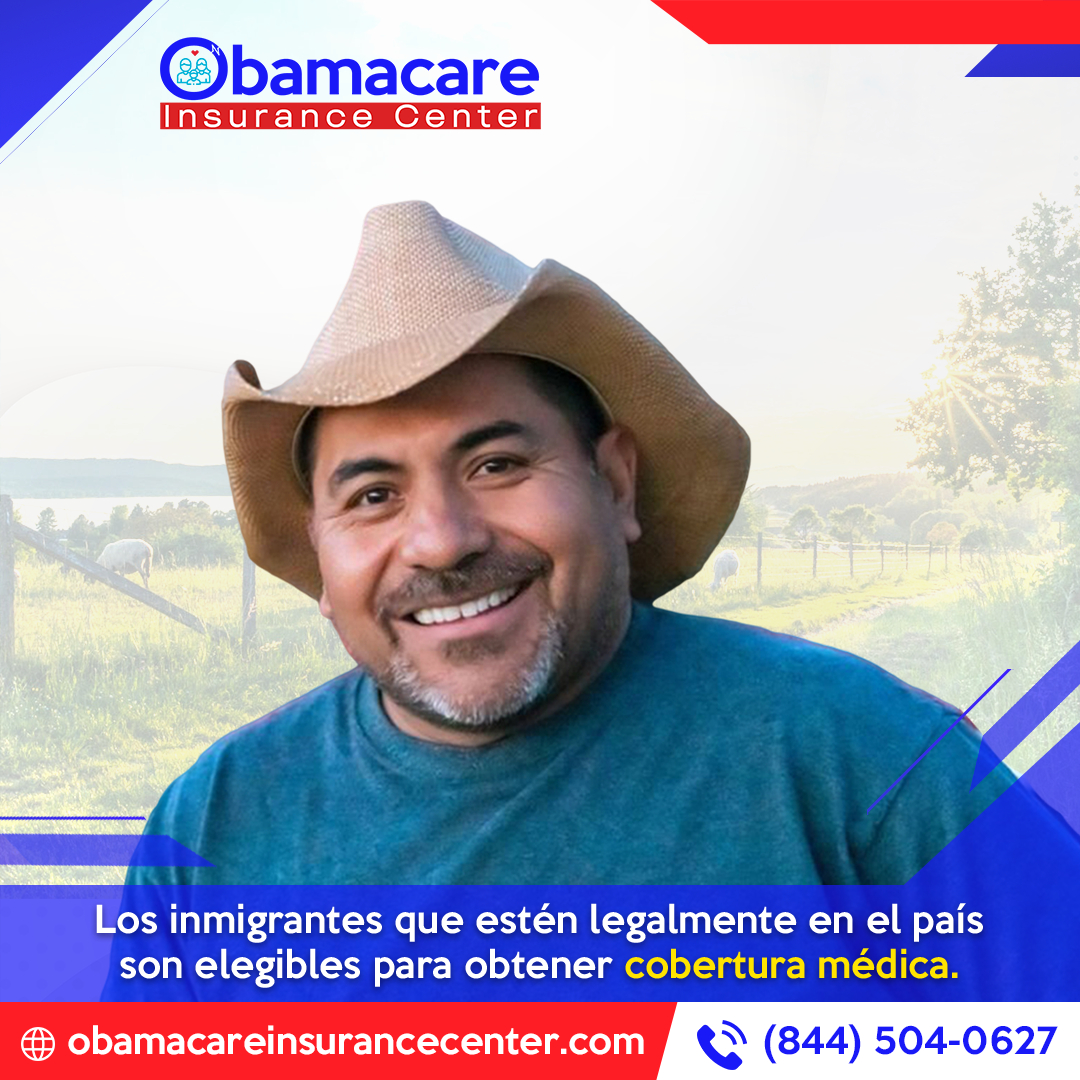 Obamacare
Insurance Center
Los inmigrantes que estén legalmente en el país
son elegibles para obtener cobertura médica.
obamacareinsurancecenter.com
(844) 504-0627